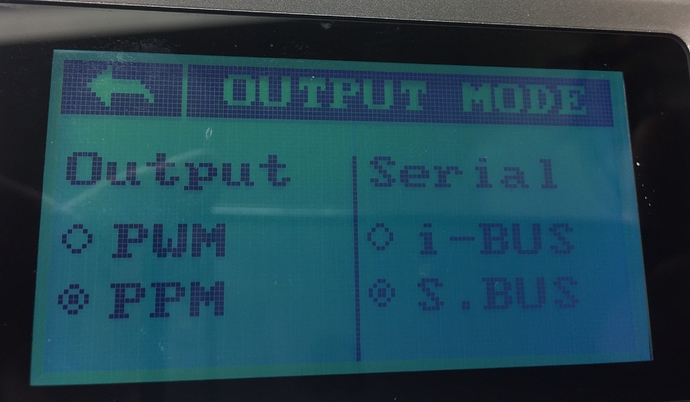 OUTPUT MODE
Output
PWM
PPM
Serial
i-BUS
S.BUS